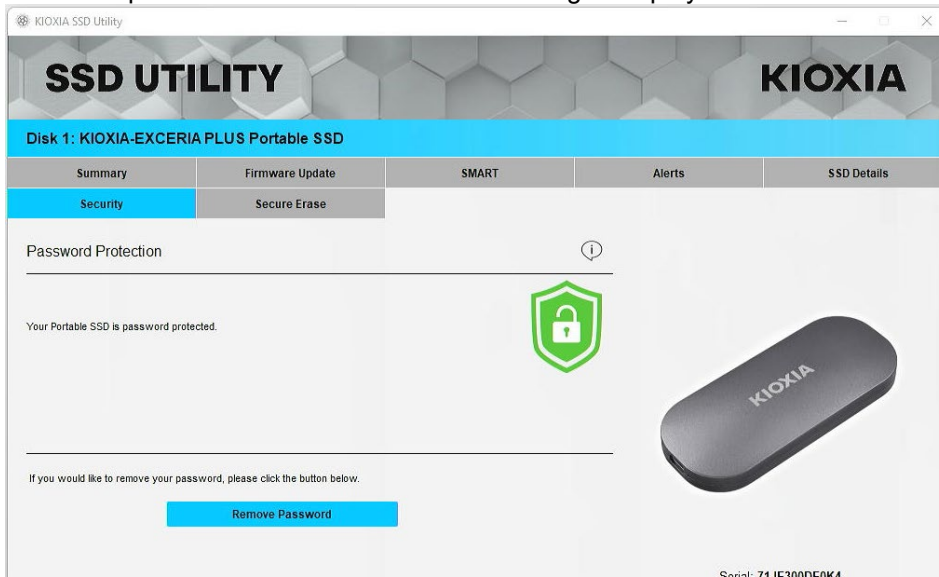 KIOXIA SSD Utility
SSD UTILITY
KIOXIA
Disk 1: KIOXIA-EXCERIA PLUS Portable SSD
Summary
Firmware Update
SMART
Alerts
SSD Details
Security
Secure Erase
Password Protection
Your Portable SSD is password protected.
KIOXIA
If you would like to remove your password, please click the button below.
Remove Password
Serial: